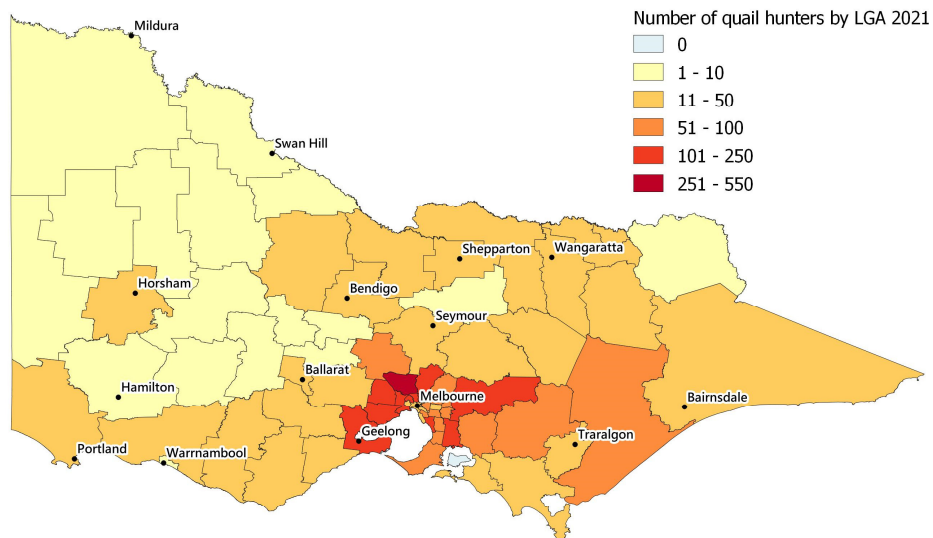 Number of quail hunters by LGA 2021
0
1 - 10
11 - 50
51 - 100
101 - 250
251 - 550
Mildura
Swan Hill
Shepparton
Wangaratta
Horsham
Bendigo
Seymour
Ballarat
Hamilton
Melbourne
Bairnsdale
Geelong
Traralgon
Portland
Warrnambool